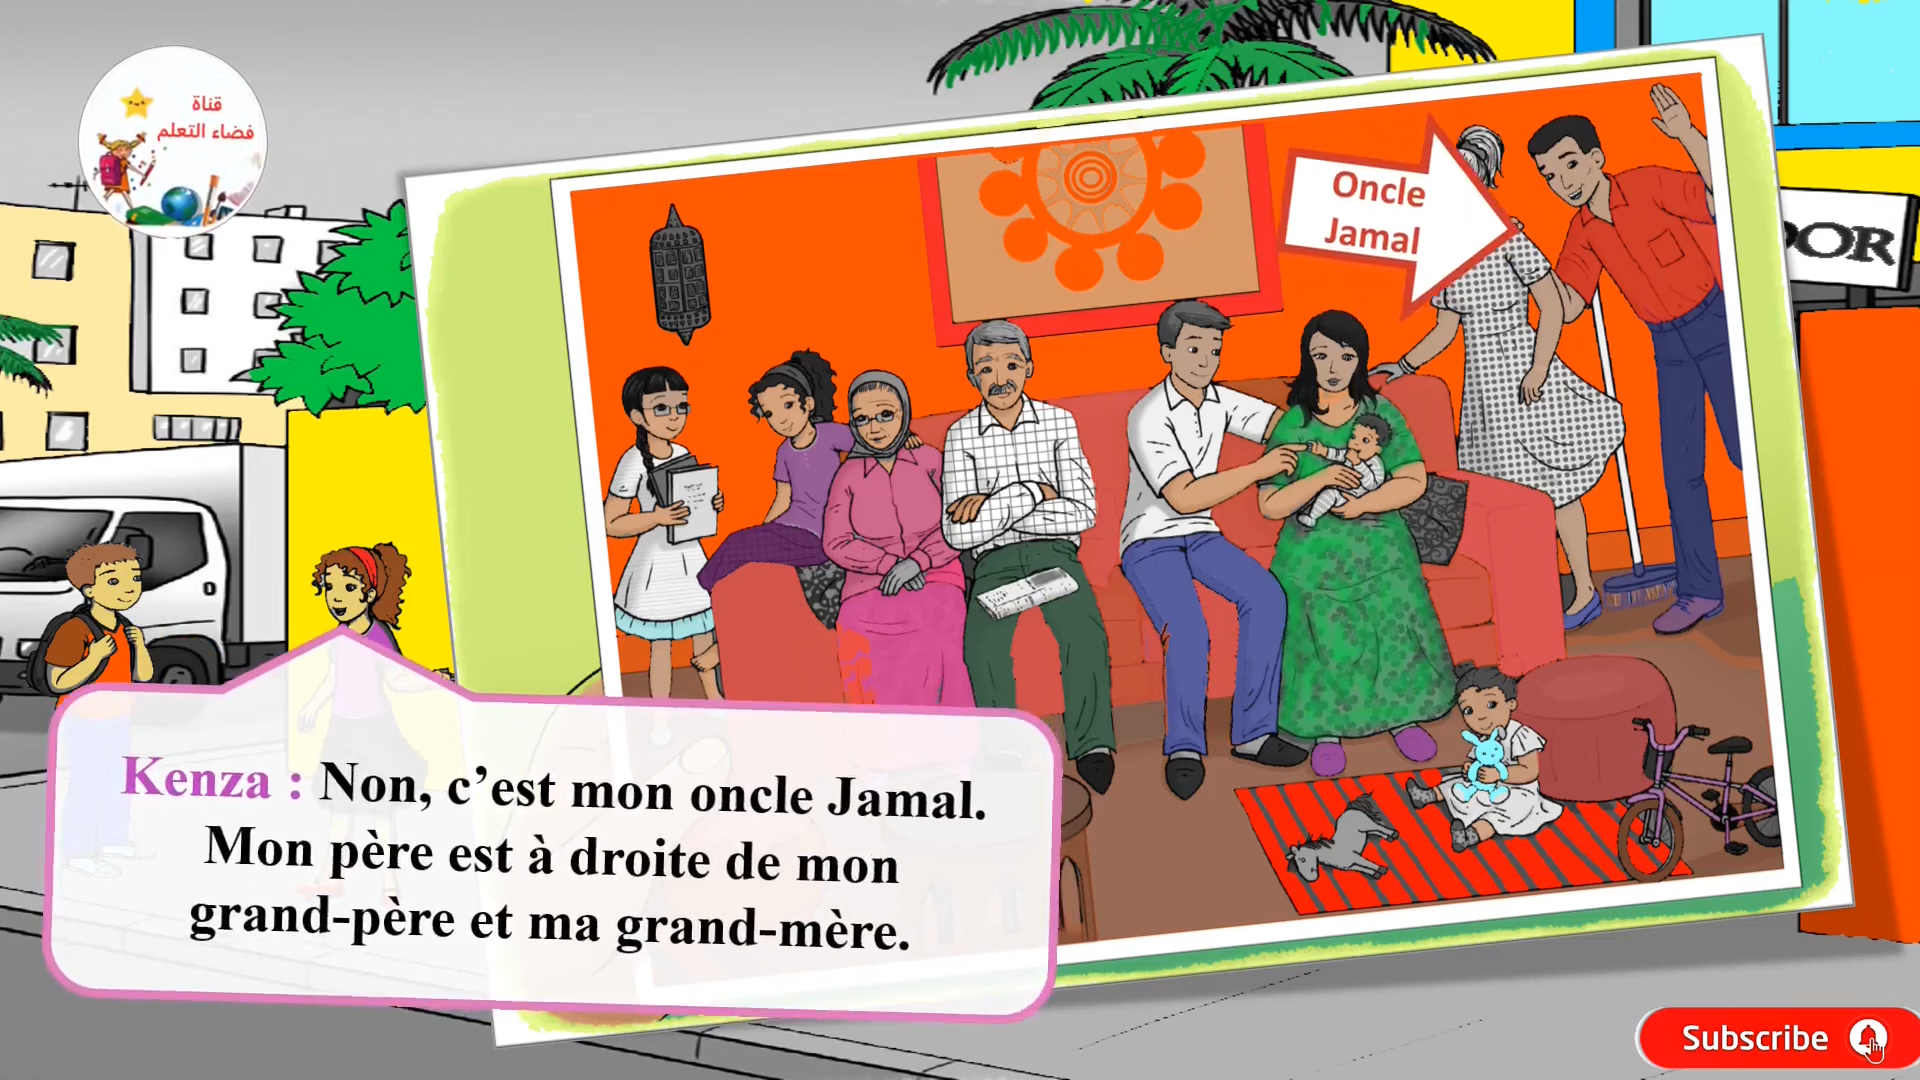 قناة
فضاء التعلم
Oncle
Jamal
OOR
Kenza : Non, c’est mon oncle Jamal.
Mon père est à droite de mon
grand-père et ma grand-mère.
Subscribe